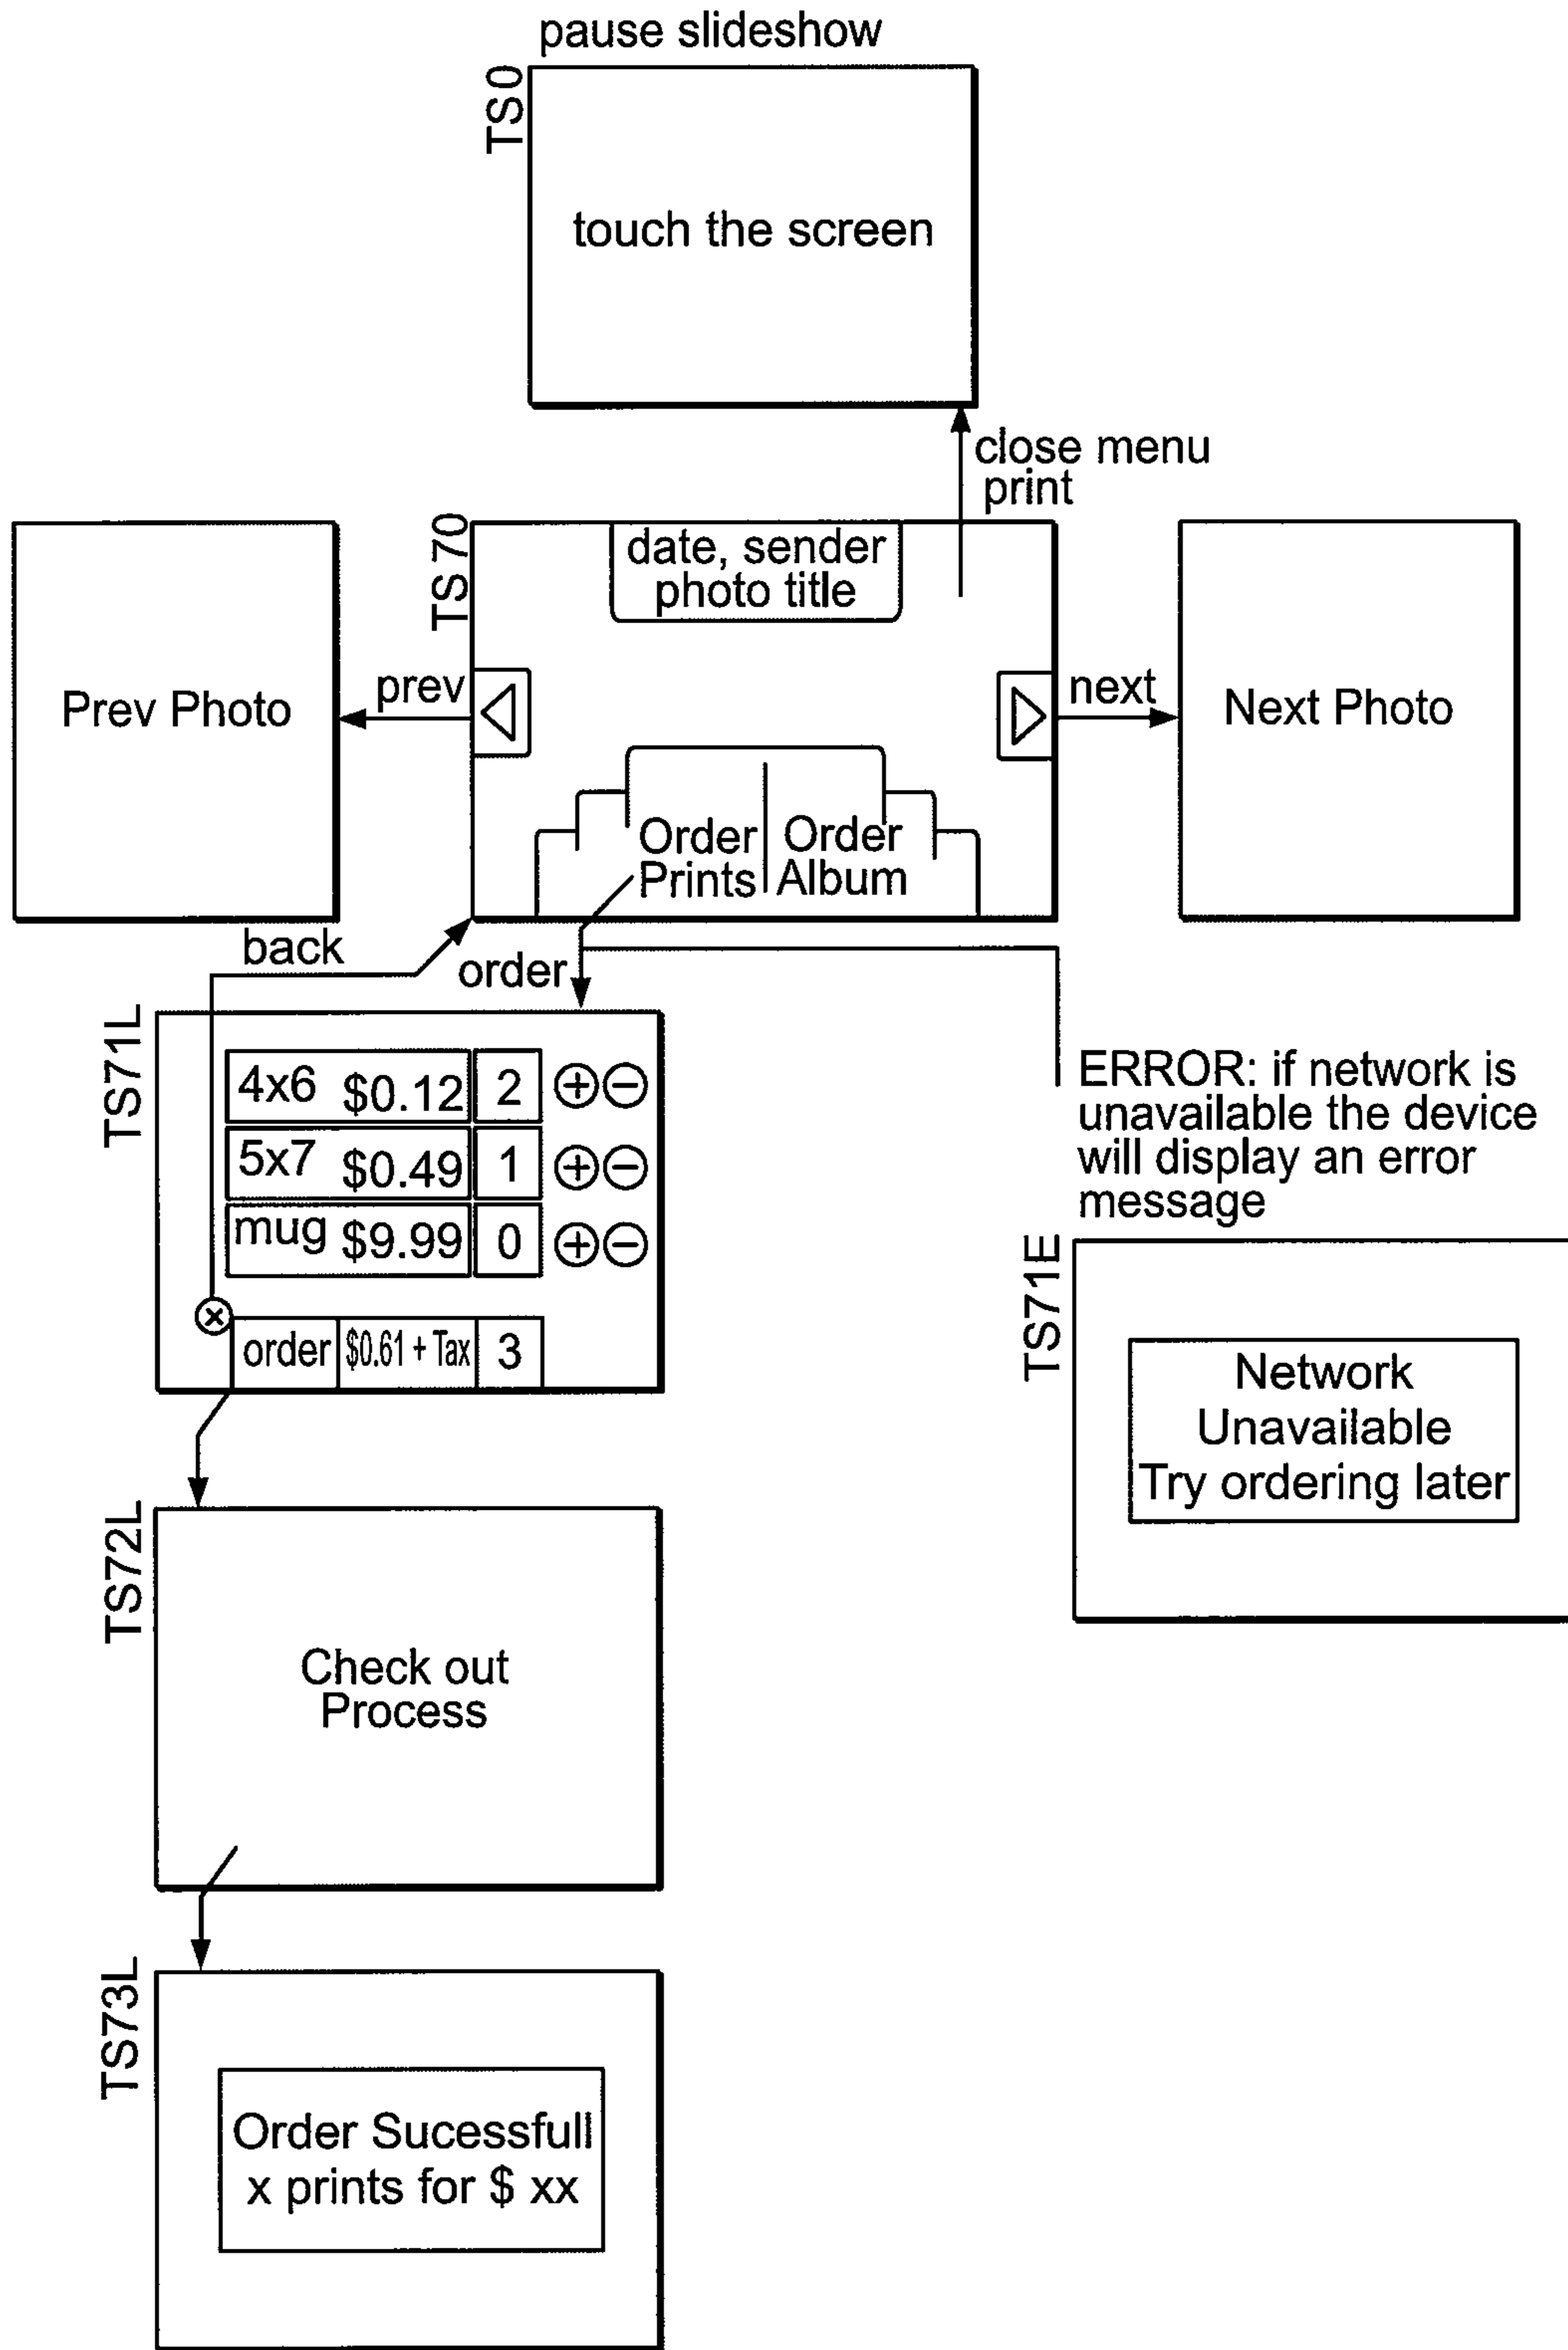 pause slideshow
TS0
touch the screen
close menu
print
TS70
date, sender
photo title
Prev Photo
prev
next
Next Photo
Order
Prints
Order
Album
back
order
TS71L
4x6 $0.12 2
5x7 $0.49 1
mug $9.99 0
order $0.61 + Tax 3
ERROR: if network is
unavailable the device
will display an error
message
TS71E
Network
Unavailable
Try ordering later
TS72L
Check out
Process
TS73L
Order Sucessfull
x prints for $ xx